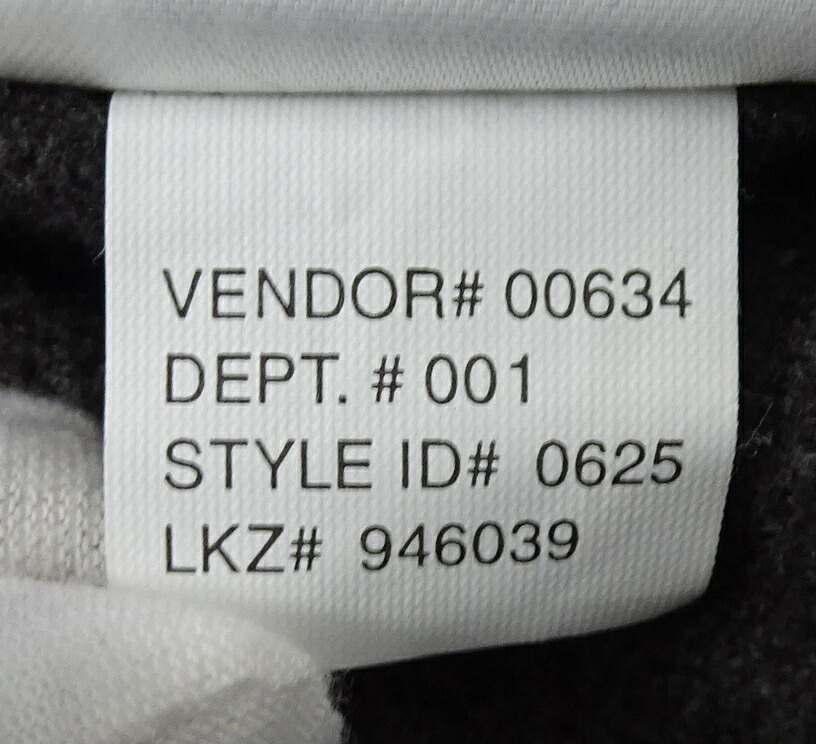 VENDOR# 00634
DEPT. # 001
STYLE ID# 0625
LKZ# 946039